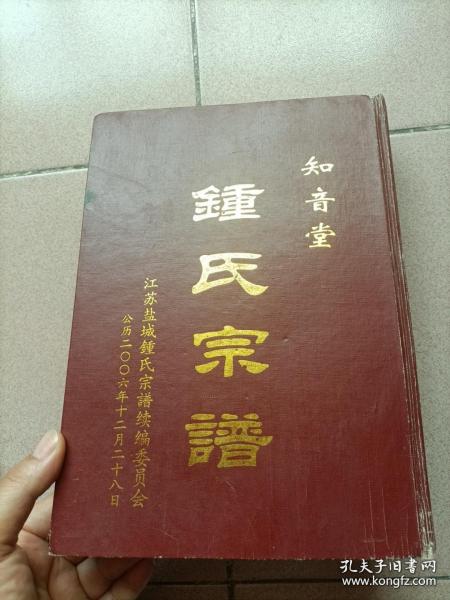 知音堂
鍾氏宗譜
江苏盐城鍾氏宗譜续编委员会
公历二〇〇六年十二月二十八日
孔夫子旧书网
www.kongfz.com